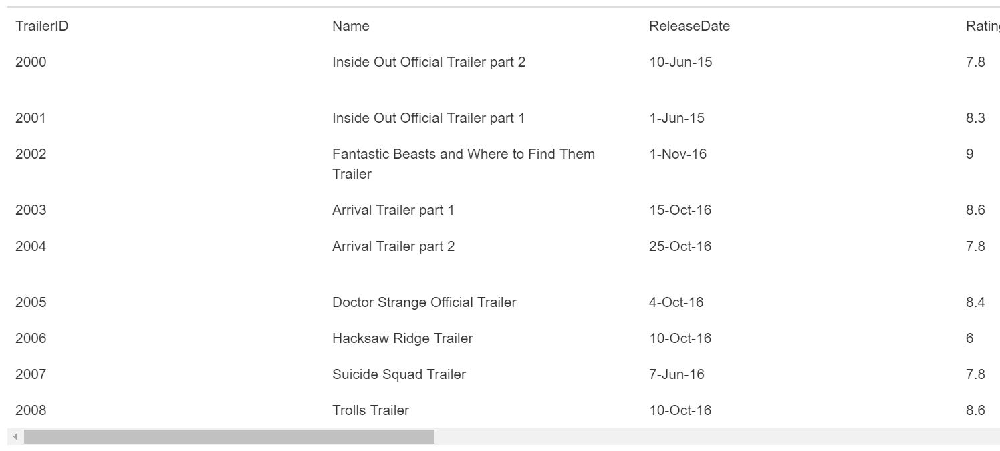 TrailerID Name ReleaseDate Rating
2000 Inside Out Official Trailer part 2 10-Jun-15 7.8
2001 Inside Out Official Trailer part 1 1-Jun-15 8.3
2002 Fantastic Beasts and Where to Find Them 1-Nov-16 9
Trailer
2003 Arrival Trailer part 1 15-Oct-16 8.6
2004 Arrival Trailer part 2 25-Oct-16 7.8
2005 Doctor Strange Official Trailer 4-Oct-16 8.4
2006 Hacksaw Ridge Trailer 10-Oct-16 6
2007 Suicide Squad Trailer 7-Jun-16 7.8
2008 Trolls Trailer 10-Oct-16 8.6